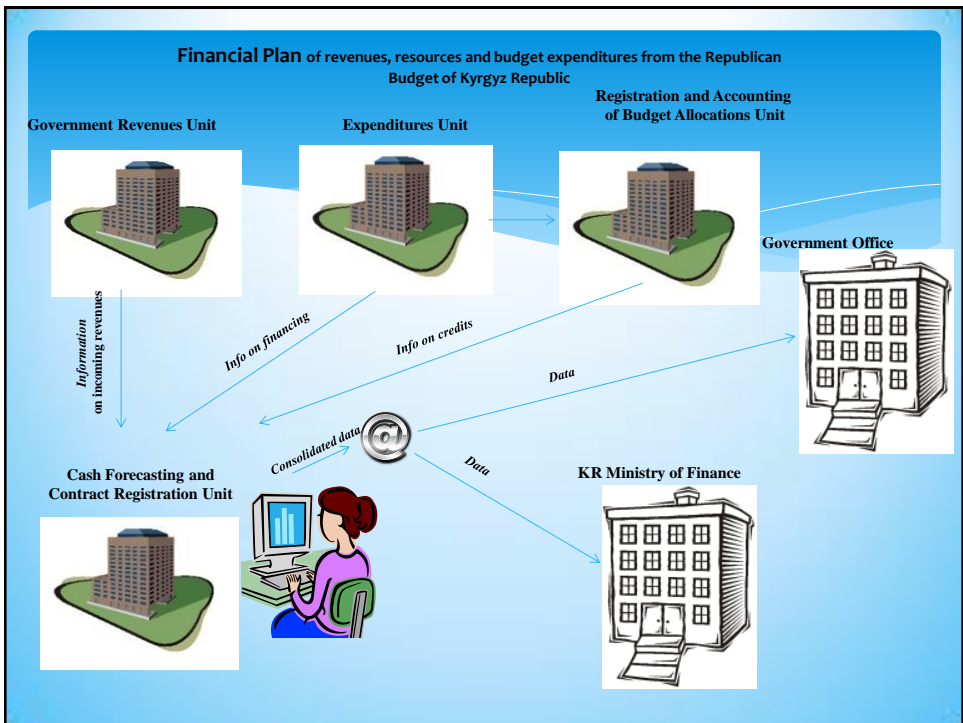 Financial Plan of revenues, resources and budget expenditures from the Republican
Budget of Kyrgyz Republic
Registration and Accounting
of Budget Allocations Unit
Government Revenues Unit
Expenditures Unit
Government Office
Information
on incoming revenues
Info on financing
Info on credits
Data
Consolidated data
@
Data
Cash Forecasting and
Contract Registration Unit
KR Ministry of Finance